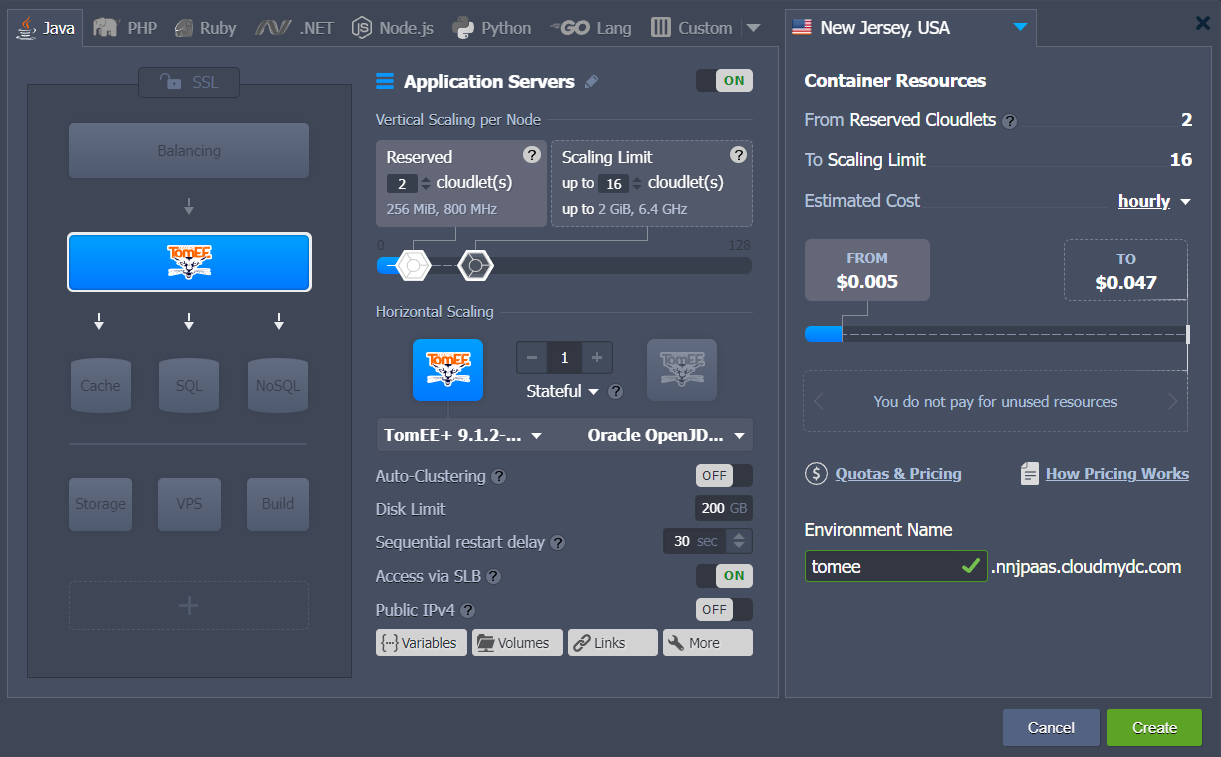 Java PHP Ruby .NET Node.js Python GO Lang Custom
New Jersey, USA
SSL
Balancing
TomEE
Cache SQL NoSQL
Storage VPS Build
+
Application Servers ON
Vertical Scaling per Node
Reserved ?
2 cloudlet(s)
256 MiB, 800 MHz
Scaling Limit ?
up to 16 cloudlet(s)
up to 2 GiB, 6.4 GHz
0 128
Horizontal Scaling
TomEE − 1 + TomEE
Stateful ?
TomEE+ 9.1.2-... Oracle OpenJD...
Auto-Clustering ? OFF
Disk Limit 200 GB
Sequential restart delay ? 30 sec
Access via SLB ? ON
Public IPv4 ? OFF
Variables Volumes Links More
Container Resources
From Reserved Cloudlets ? 2
To Scaling Limit 16
Estimated Cost hourly
FROM
$0.005
TO
$0.047
You do not pay for unused resources
$ Quotas & Pricing How Pricing Works
Environment Name
tomee .nnjpaas.cloudmydc.com
Cancel Create